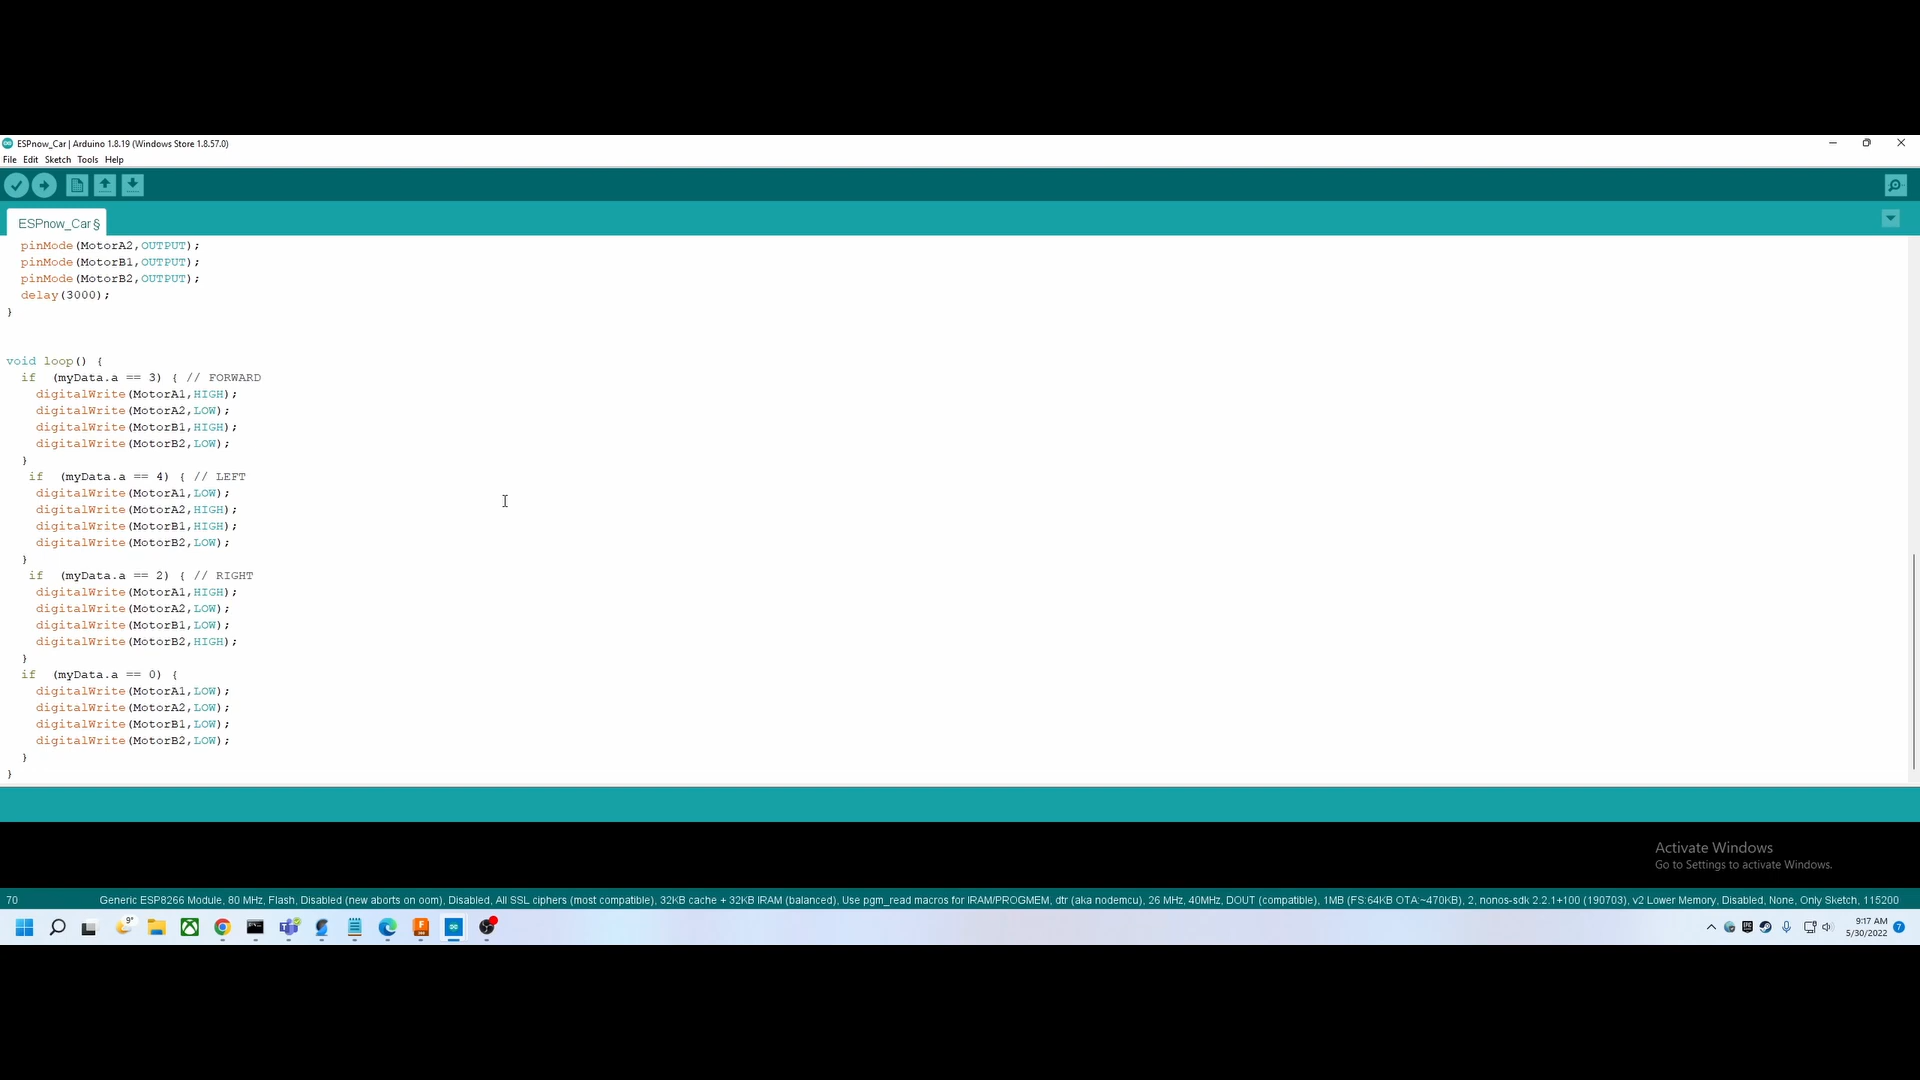 ESPnow_Car | Arduino 1.8.19 (Windows Store 1.8.57.0)
File Edit Sketch Tools Help
ESPnow_Car §
pinMode(MotorA2,OUTPUT);
pinMode(MotorB1,OUTPUT);
pinMode(MotorB2,OUTPUT);
delay(3000);
}
void loop() {
if  (myData.a == 3) { // FORWARD
digitalWrite(MotorA1,HIGH);
digitalWrite(MotorA2,LOW);
digitalWrite(MotorB1,HIGH);
digitalWrite(MotorB2,LOW);
}
if  (myData.a == 4) { // LEFT
digitalWrite(MotorA1,LOW);
digitalWrite(MotorA2,HIGH);
digitalWrite(MotorB1,HIGH);
digitalWrite(MotorB2,LOW);
}
if  (myData.a == 2) { // RIGHT
digitalWrite(MotorA1,HIGH);
digitalWrite(MotorA2,LOW);
digitalWrite(MotorB1,LOW);
digitalWrite(MotorB2,HIGH);
}
if  (myData.a == 0) {
digitalWrite(MotorA1,LOW);
digitalWrite(MotorA2,LOW);
digitalWrite(MotorB1,LOW);
digitalWrite(MotorB2,LOW);
}
}
Activate Windows
Go to Settings to activate Windows.
70 Generic ESP8266 Module, 80 MHz, Flash, Disabled (new aborts on oom), Disabled, All SSL ciphers (most compatible), 32KB cache + 32KB IRAM (balanced), Use pgm_read macros for IRAM/PROGMEM, dtr (aka nodemcu), 26 MHz, 40MHz, DOUT (compatible), 1MB (FS:64KB OTA:~470KB), 2, nonos-sdk 2.2.1+100 (190703), v2 Lower Memory, Disabled, None, Only Sketch, 115200
9°
9:17 AM
5/30/2022
7